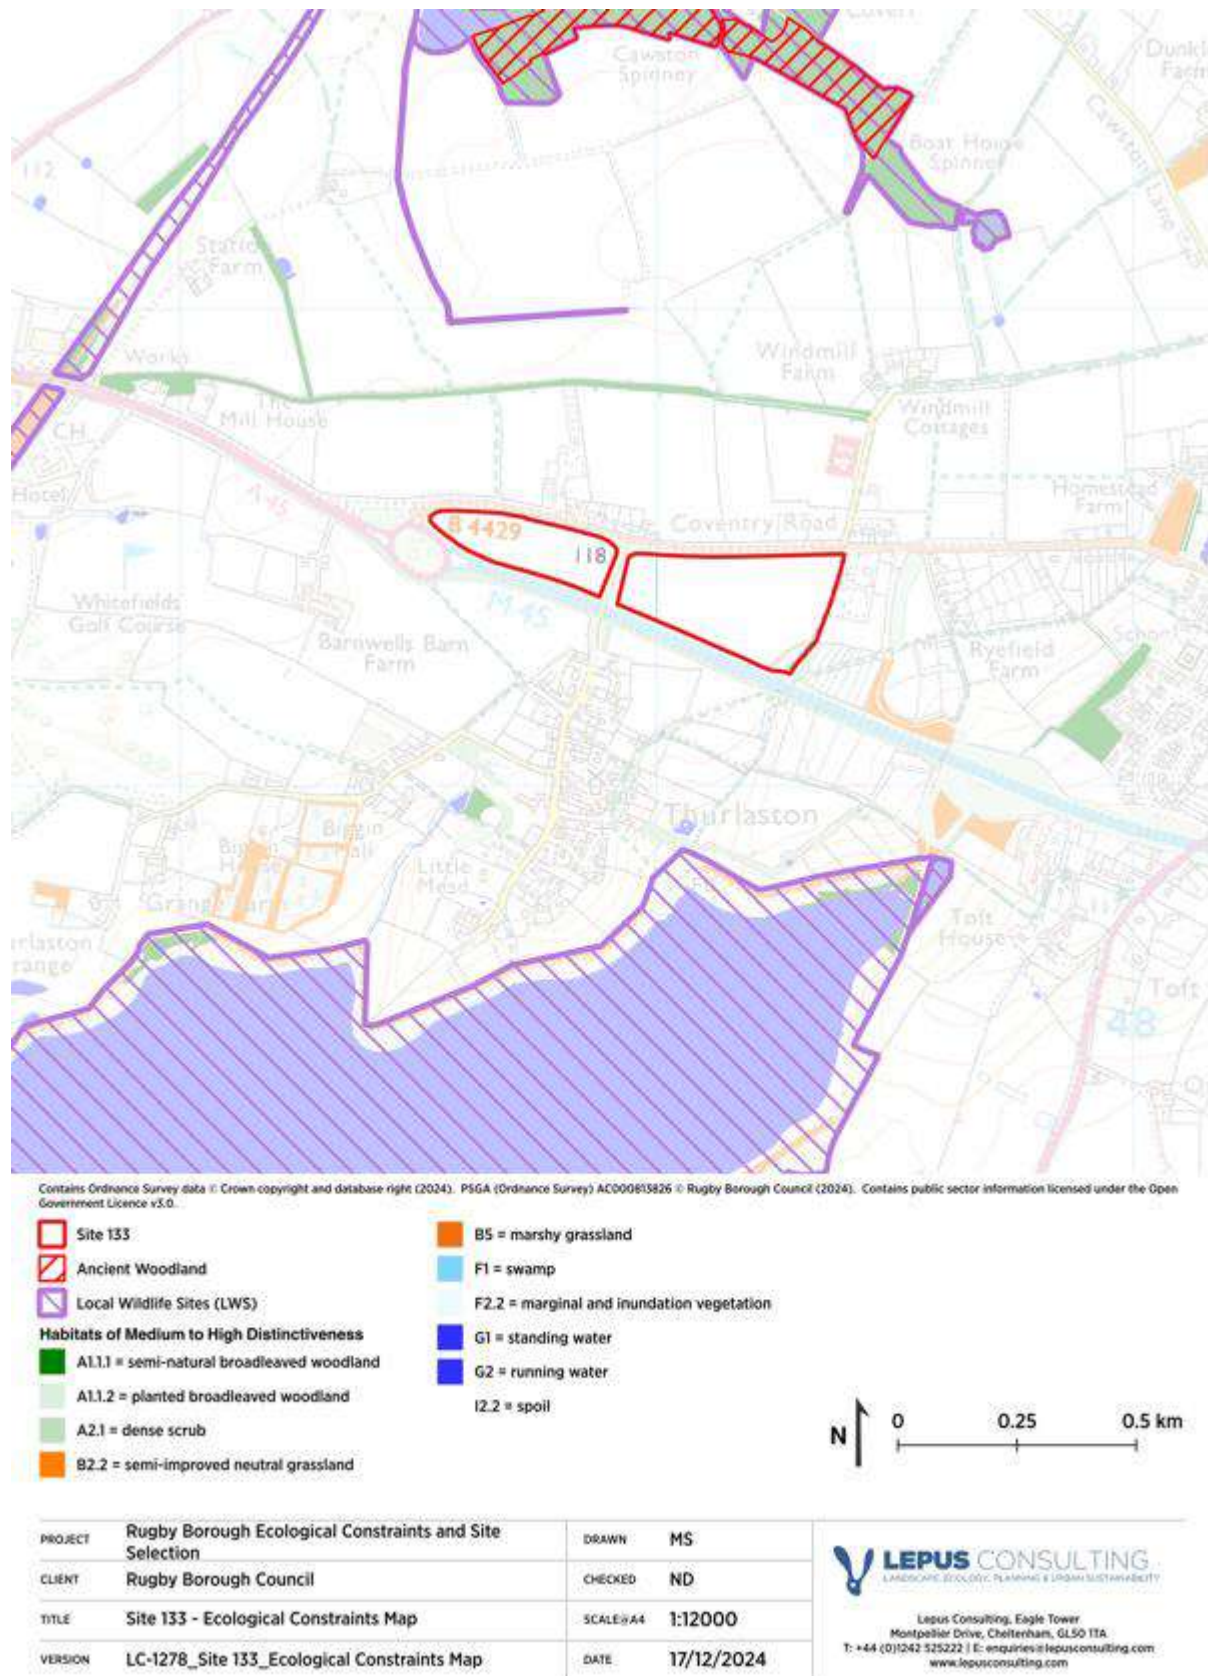 Covert
Cawston
Spinney
Cawston Lane
Boat House
Spinney
112
Station
Farm
Works
The
Mill House
Windmill
Farm
Windmill
Cottages
CH
Hotel
A 45
B 4429
118
Coventry Road
Homestead
Farm
41
M 45
Whitefields
Golf Course
Barnwells Barn
Farm
Ryefield
Farm
School
Thurlaston
Biggin
Hall
Little
Mead
Grange Farm
Toft
House
Toft
48
Contains Ordnance Survey data © Crown copyright and database right (2024). PSGA (Ordnance Survey) AC000813826 © Rugby Borough Council (2024). Contains public sector information licensed under the Open
Government Licence v3.0.
Site 133
Ancient Woodland
Local Wildlife Sites (LWS)
Habitats of Medium to High Distinctiveness
A1.1.1 = semi-natural broadleaved woodland
A1.1.2 = planted broadleaved woodland
A2.1 = dense scrub
B2.2 = semi-improved neutral grassland
B5 = marshy grassland
F1 = swamp
F2.2 = marginal and inundation vegetation
G1 = standing water
G2 = running water
I2.2 = spoil
N
0 0.25 0.5 km
PROJECT Rugby Borough Ecological Constraints and Site
Selection
CLIENT Rugby Borough Council
TITLE Site 133 - Ecological Constraints Map
VERSION LC-1278_Site 133_Ecological Constraints Map
DRAWN MS
CHECKED ND
SCALE@A4 1:12000
DATE 17/12/2024
LEPUS CONSULTING
LANDSCAPE, ECOLOGY, PLANNING & URBAN SUSTAINABILITY
Lepus Consulting, Eagle Tower
Montpellier Drive, Cheltenham, GL50 1TA
T: +44 (0)1242 525222 | E: enquiries@lepusconsulting.com
www.lepusconsulting.com